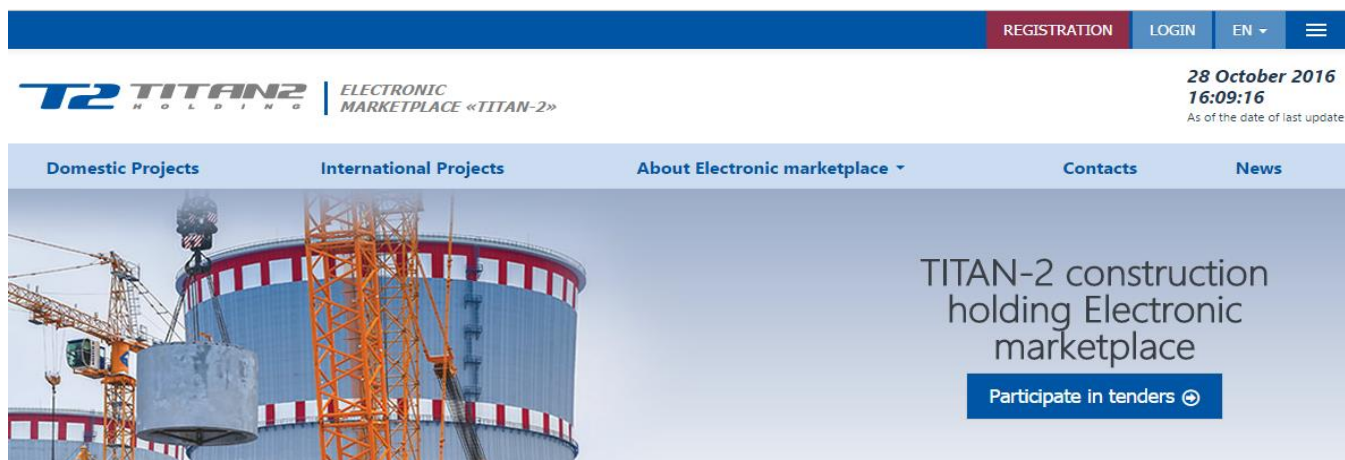 REGISTRATION LOGIN EN
T2 TITAN2
HOLDING
ELECTRONIC
MARKETPLACE «TITAN-2»
28 October 2016
16:09:16
As of the date of last update
Domestic Projects International Projects About Electronic marketplace Contacts News
TITAN-2 construction
holding Electronic
marketplace
Participate in tenders